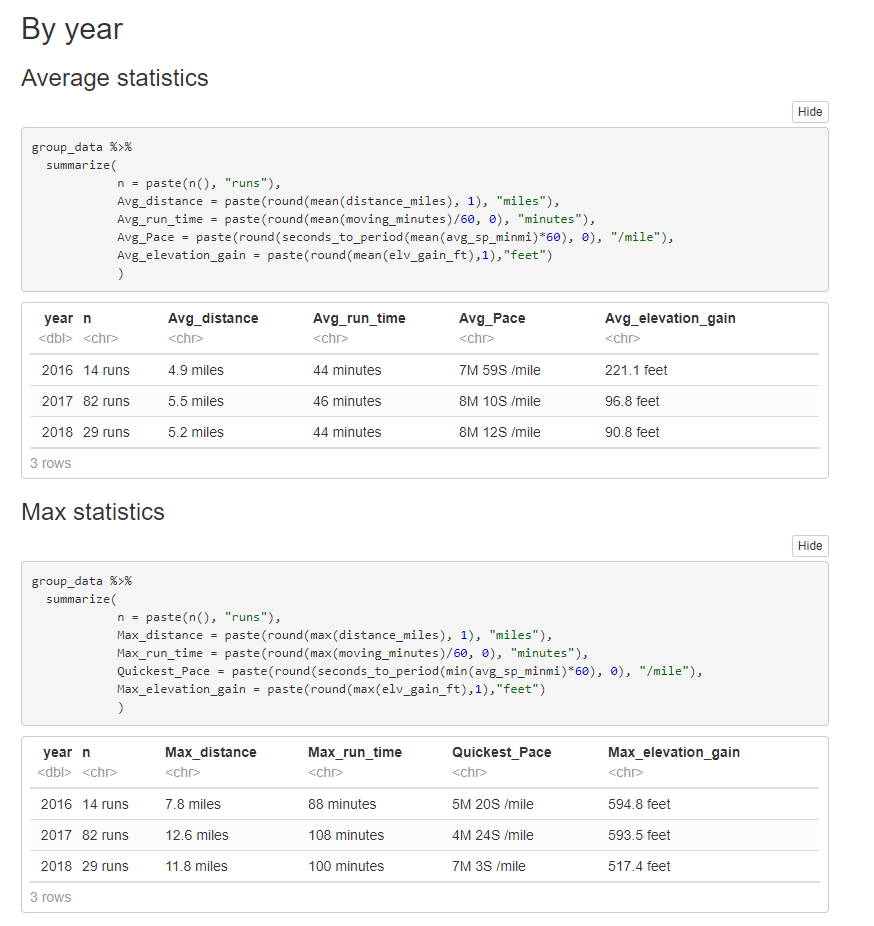 By year
Average statistics
Hide
group_data %>%
  summarize(
            n = paste(n(), "runs"),
            Avg_distance = paste(round(mean(distance_miles), 1), "miles"),
            Avg_run_time = paste(round(mean(moving_minutes)/60, 0), "minutes"),
            Avg_Pace = paste(round(seconds_to_period(mean(avg_sp_minmi)*60), 0), "/mile"),
            Avg_elevation_gain = paste(round(mean(elv_gain_ft),1),"feet")
            )
year n Avg_distance Avg_run_time Avg_Pace Avg_elevation_gain
<dbl> <chr> <chr> <chr> <chr> <chr>
2016 14 runs 4.9 miles 44 minutes 7M 59S /mile 221.1 feet
2017 82 runs 5.5 miles 46 minutes 8M 10S /mile 96.8 feet
2018 29 runs 5.2 miles 44 minutes 8M 12S /mile 90.8 feet
3 rows
Max statistics
Hide
group_data %>%
  summarize(
            n = paste(n(), "runs"),
            Max_distance = paste(round(max(distance_miles), 1), "miles"),
            Max_run_time = paste(round(max(moving_minutes)/60, 0), "minutes"),
            Quickest_Pace = paste(round(seconds_to_period(min(avg_sp_minmi)*60), 0), "/mile"),
            Max_elevation_gain = paste(round(max(elv_gain_ft),1),"feet")
            )
year n Max_distance Max_run_time Quickest_Pace Max_elevation_gain
<dbl> <chr> <chr> <chr> <chr> <chr>
2016 14 runs 7.8 miles 88 minutes 5M 20S /mile 594.8 feet
2017 82 runs 12.6 miles 108 minutes 4M 24S /mile 593.5 feet
2018 29 runs 11.8 miles 100 minutes 7M 3S /mile 517.4 feet
3 rows